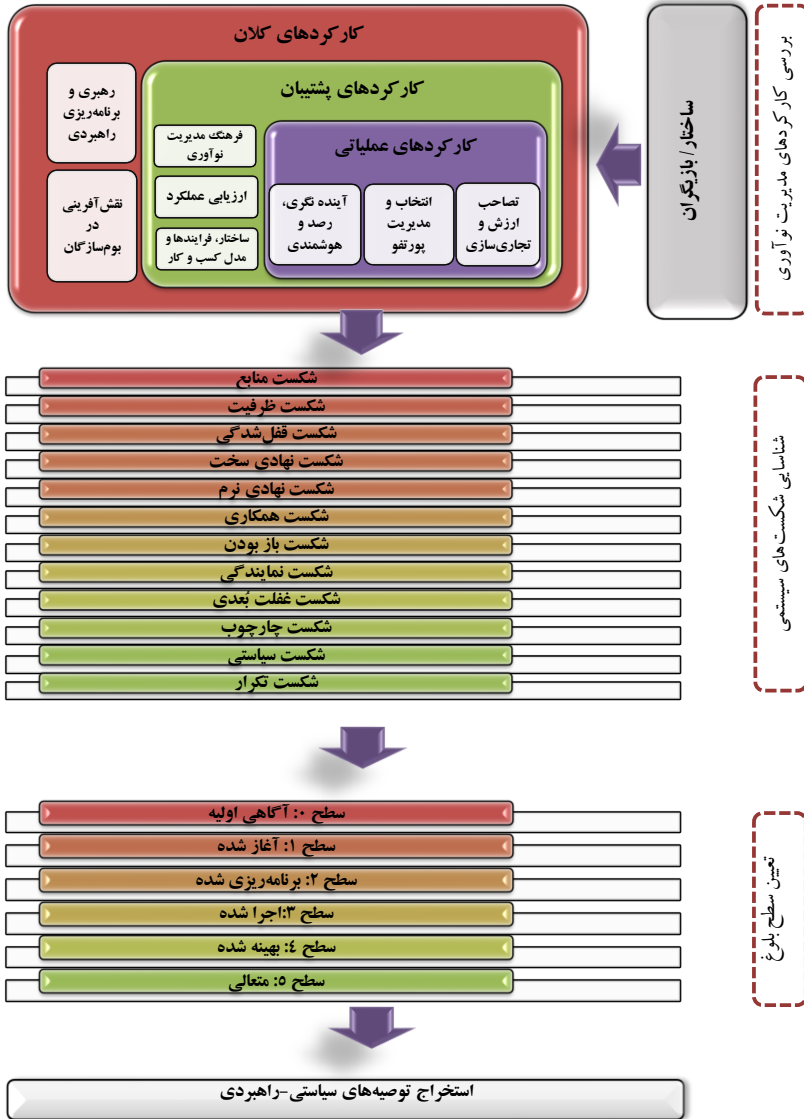 بررسی کارکردهای مدیریت نوآوری
ساختار/بازیگران
کارکردهای کلان
رهبری و
برنامه‌ریزی
راهبردی
نقش‌آفرینی
در
بوم‌سازگان
کارکردهای پشتیبان
فرهنگ مدیریت
نوآوری
ارزیابی عملکرد
ساختار، فرایندها و
مدل کسب و کار
کارکردهای عملیاتی
تصاحب
ارزش و
تجاری‌سازی
انتخاب و
مدیریت
پورتفو
آینده نگری،
رصد و
هوشمندی
شناسایی شکست‌های سیستمی
شکست منابع
شکست ظرفیت
شکست قفل‌شدگی
شکست نهادی سخت
شکست نهادی نرم
شکست همکاری
شکست باز بودن
شکست نمایندگی
شکست غفلت بُعدی
شکست چارچوب
شکست سیاستی
شکست تکرار
تعیین سطح بلوغ
سطح ۰: آگاهی اولیه
سطح ۱: آغاز شده
سطح ۲: برنامه‌ریزی شده
سطح ۳:اجرا شده
سطح ٤: بهینه شده
سطح ٥: متعالی
استخراج توصیه‌های سیاستی-راهبردی